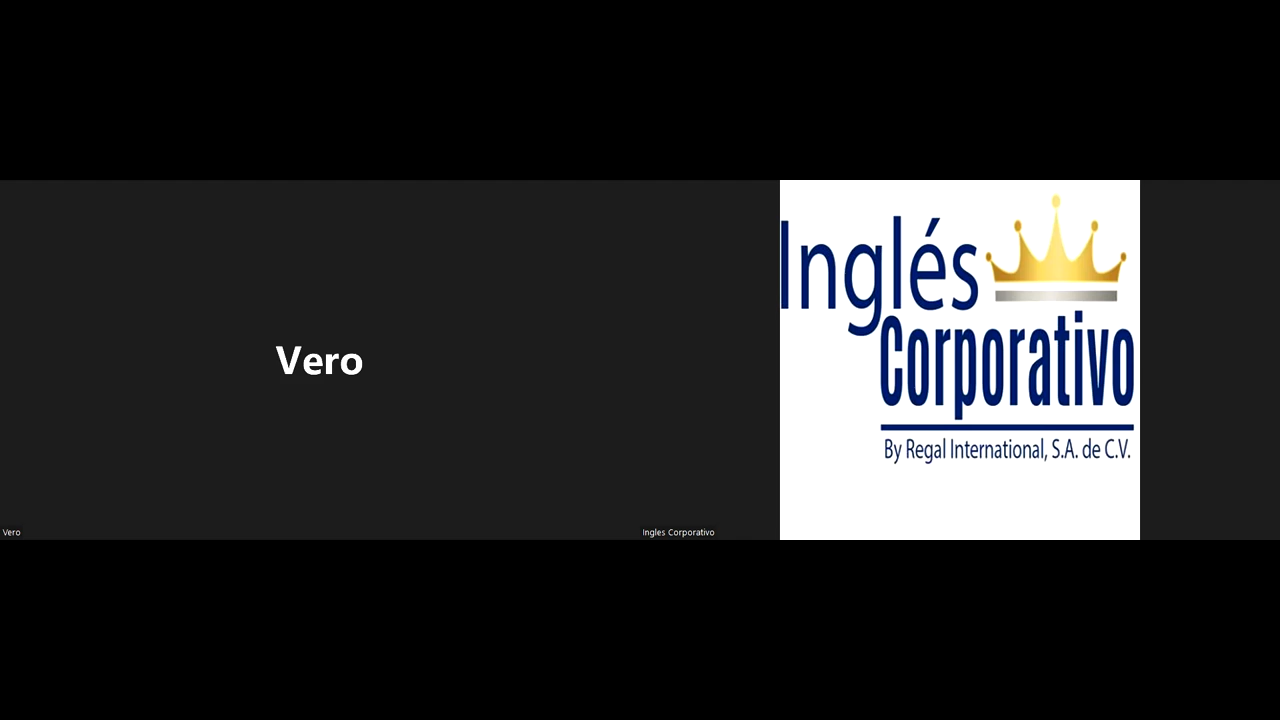 Vero
Vero
Inglés
Corporativo
By Regal International, S.A. de C.V.
Ingles Corporativo